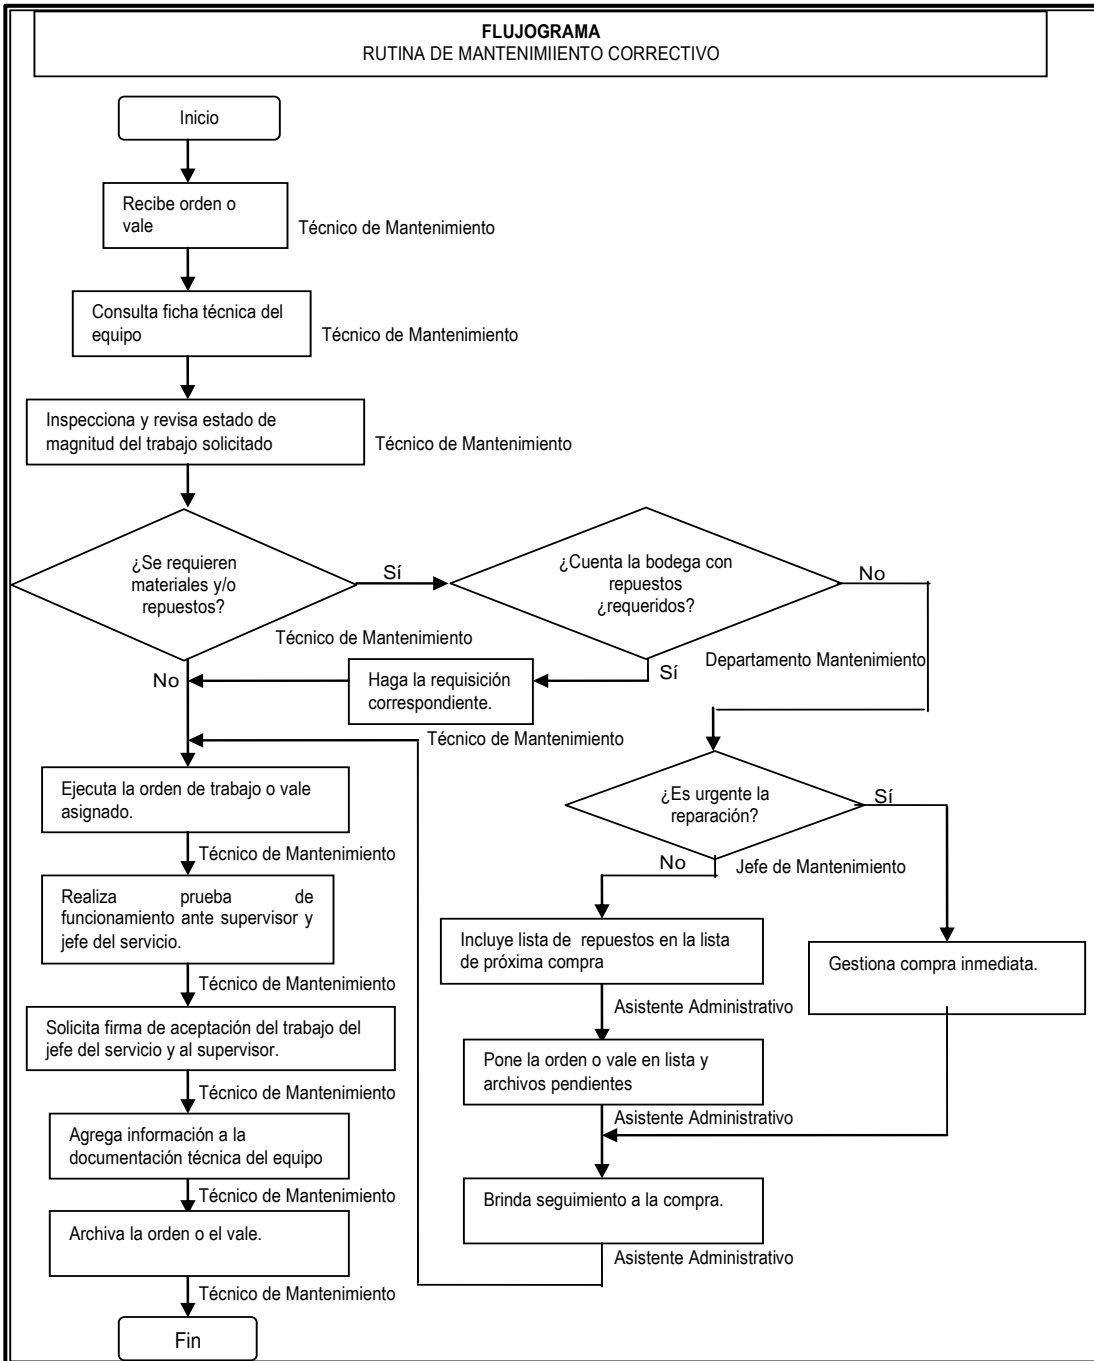 FLUJOGRAMA
RUTINA DE MANTENIMIIENTO CORRECTIVO
Inicio
Recibe orden o
vale
Técnico de Mantenimiento
Consulta ficha técnica del
equipo
Técnico de Mantenimiento
Inspecciona y revisa estado de
magnitud del trabajo solicitado
Técnico de Mantenimiento
¿Se requieren
materiales y/o
repuestos?
Sí
¿Cuenta la bodega con
repuestos
¿requeridos?
No
Técnico de Mantenimiento
Departamento Mantenimiento
No
Haga la requisición
correspondiente.
Sí
Técnico de Mantenimiento
Ejecuta la orden de trabajo o vale
asignado.
¿Es urgente la
reparación?
Sí
Técnico de Mantenimiento
No
Jefe de Mantenimiento
Realiza prueba de
funcionamiento ante supervisor y
jefe del servicio.
Incluye lista de repuestos en la lista
de próxima compra
Gestiona compra inmediata.
Técnico de Mantenimiento
Asistente Administrativo
Solicita firma de aceptación del trabajo del
jefe del servicio y al supervisor.
Pone la orden o vale en lista y
archivos pendientes
Técnico de Mantenimiento
Asistente Administrativo
Agrega información a la
documentación técnica del equipo
Técnico de Mantenimiento
Brinda seguimiento a la compra.
Archiva la orden o el vale.
Asistente Administrativo
Técnico de Mantenimiento
Fin